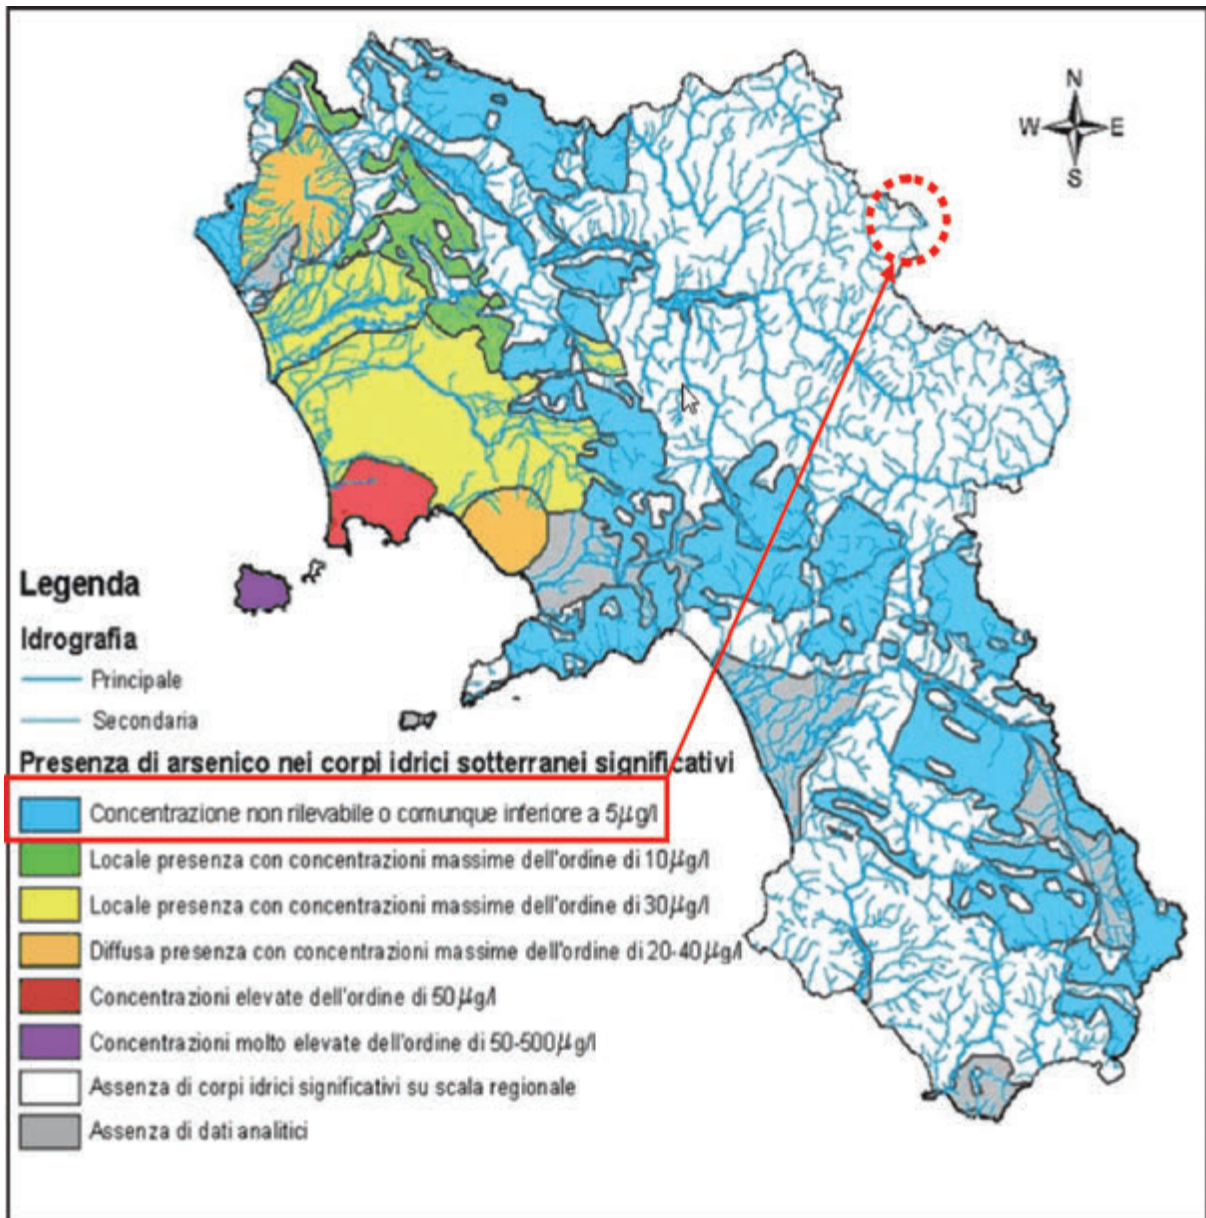 N
W E
S
Legenda
Idrografia
Principale
Secondaria
Presenza di arsenico nei corpi idrici sotterranei significativi
Concentrazione non rilevabile o comunque inferiore a 5µg/l
Locale presenza con concentrazioni massime dell'ordine di 10µg/l
Locale presenza con concentrazioni massime dell'ordine di 30µg/l
Diffusa presenza con concentrazioni massime dell'ordine di 20-40µg/l
Concentrazioni elevate dell'ordine di 50µg/l
Concentrazioni molto elevate dell'ordine di 50-500µg/l
Assenza di corpi idrici significativi su scala regionale
Assenza di dati analitici